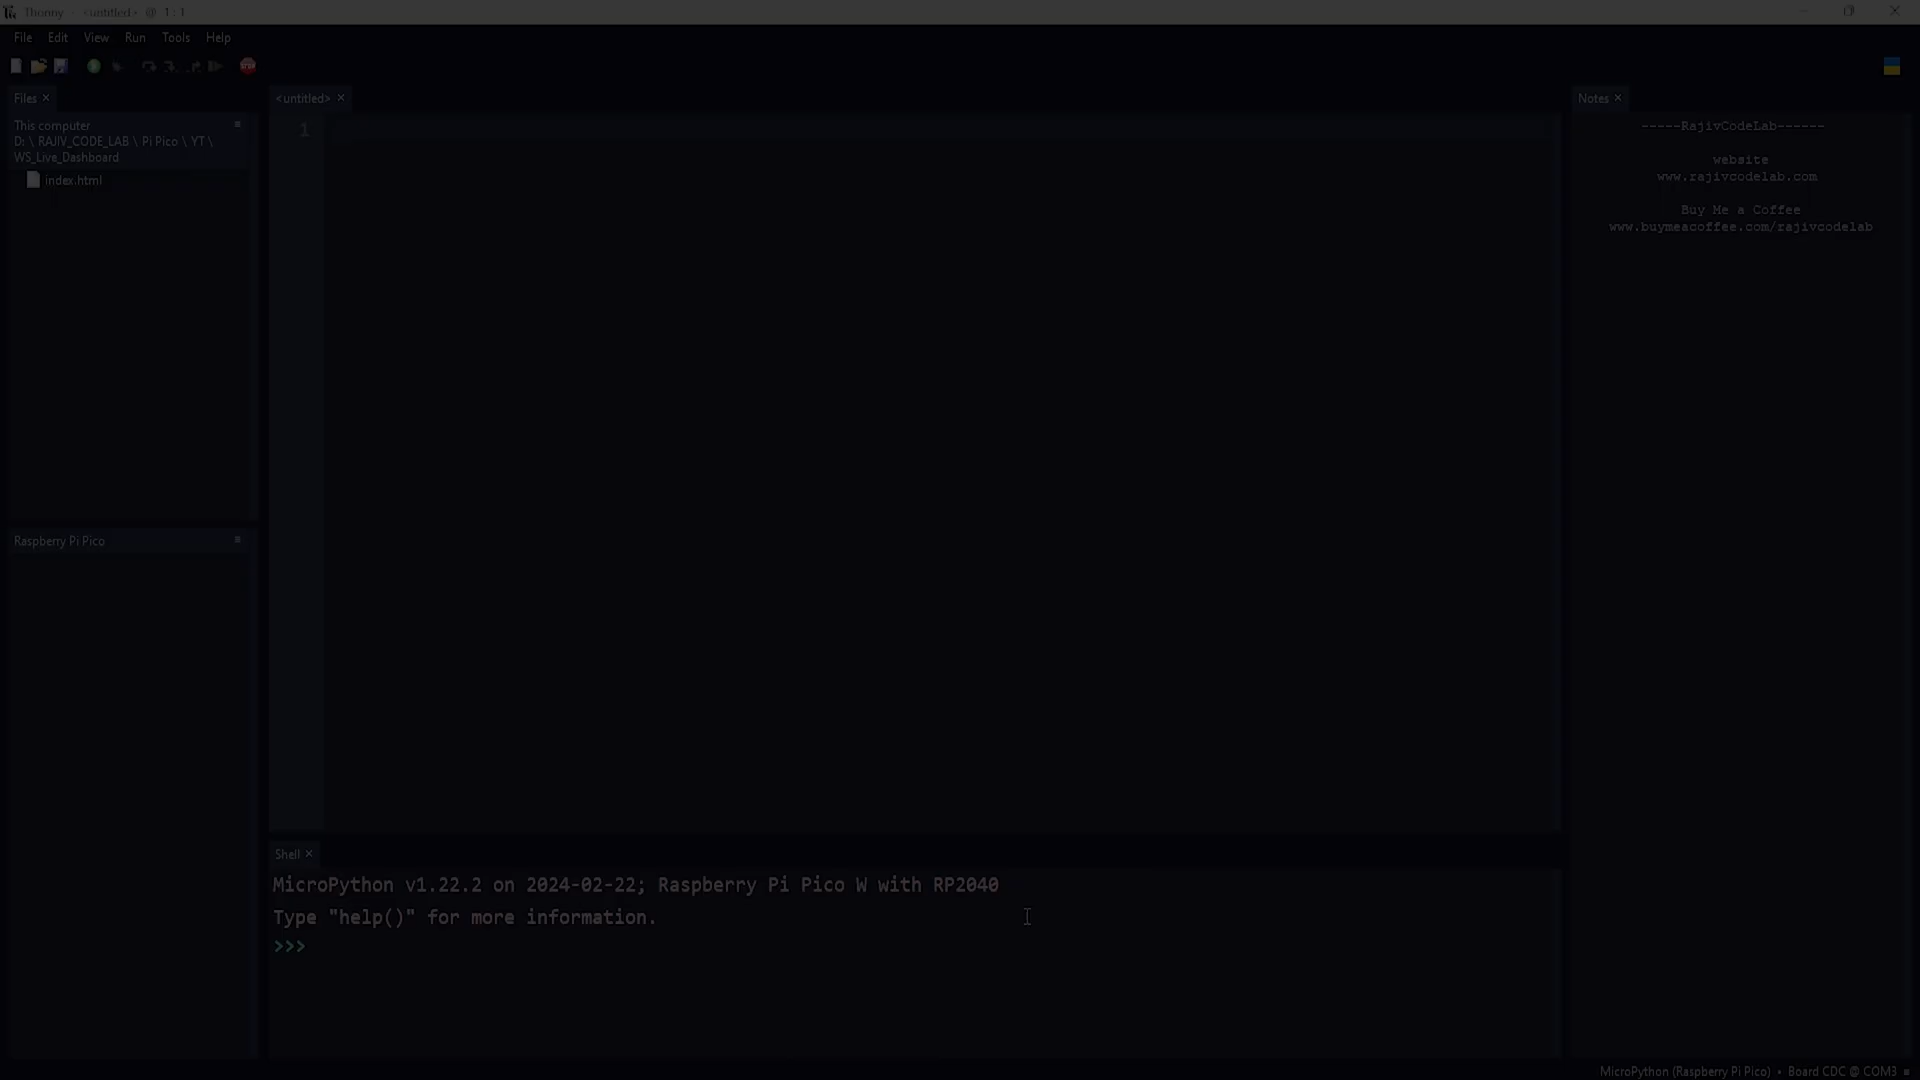 Thonny - <untitled> @ 1 : 1
File Edit View Run Tools Help
Files ×
This computer
D: \ RAJIV_CODE_LAB \ Pi Pico \ YT \
WS_Live_Dashboard
index.html
Raspberry Pi Pico
<untitled> ×
1
Shell ×
MicroPython v1.22.2 on 2024-02-22; Raspberry Pi Pico W with RP2040
Type "help()" for more information.
>>>
Notes ×
-----RajivCodeLab------
website
www.rajivcodelab.com
Buy Me a Coffee
www.buymeacoffee.com/rajivcodelab
MicroPython (Raspberry Pi Pico) • Board CDC @ COM3 ≡